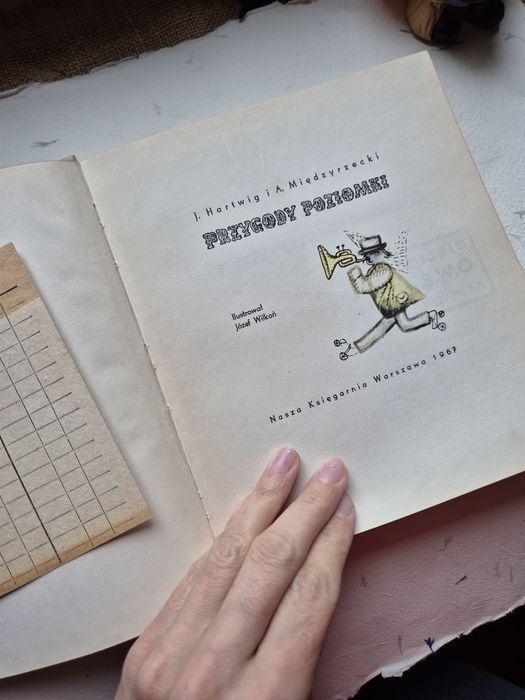 J. Hartwig i A. Międzyrzecki
PRZYGODY POZIOMKI
Ilustrował
Józef Wilkoń
Nasza Księgarnia Warszawa 1967